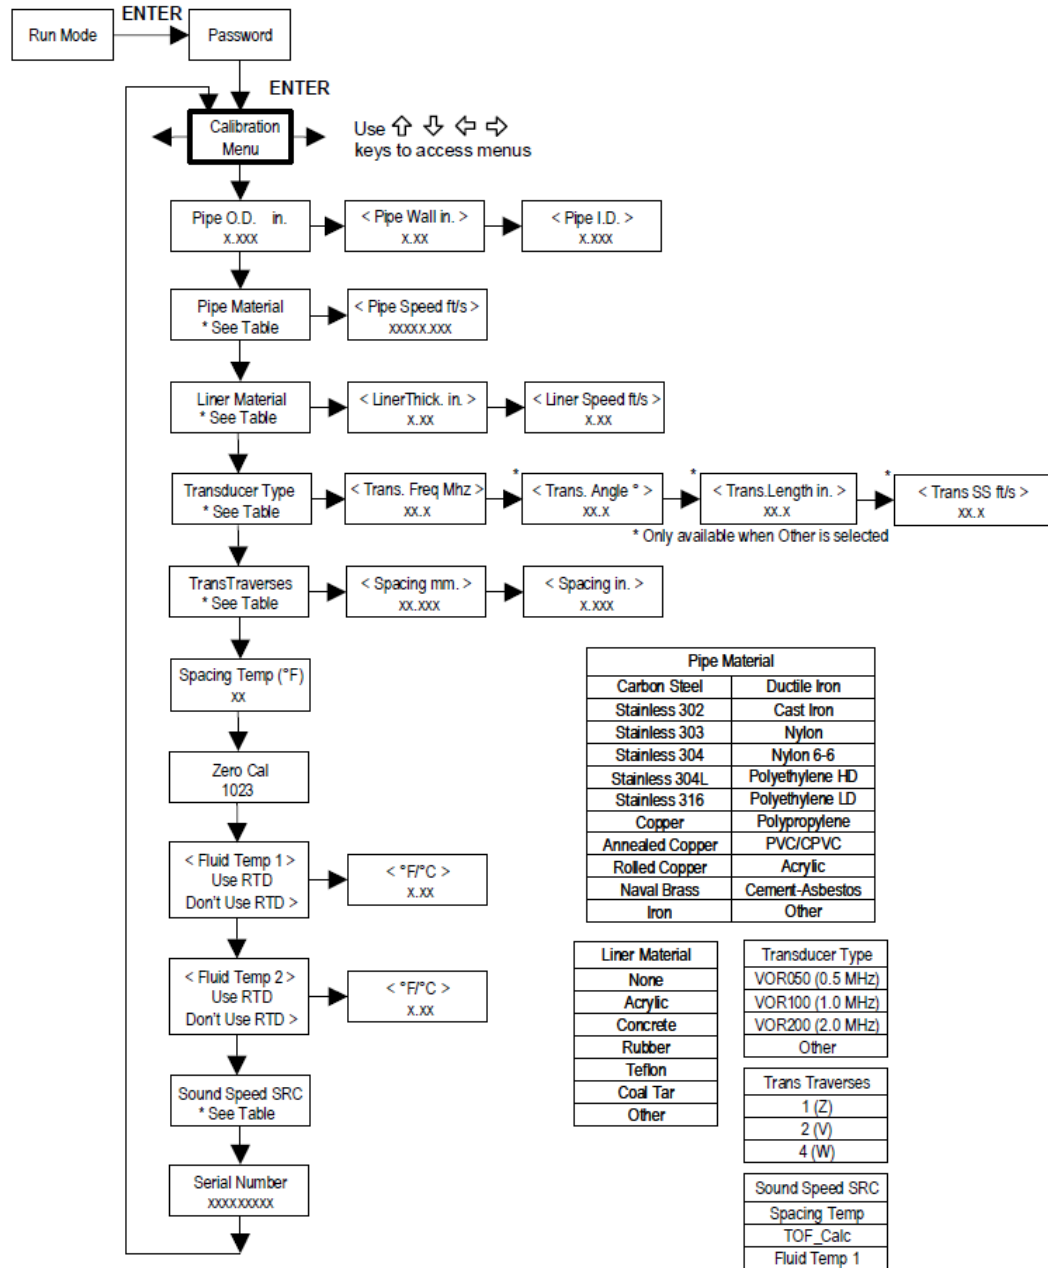 ENTER
Run Mode
Password
ENTER
Calibration
Menu
Use
keys to access menus
Pipe O.D. in.
x.xxx
< Pipe Wall in. >
x.xx
< Pipe I.D. >
x.xxx
Pipe Material
* See Table
< Pipe Speed ft/s >
xxxxx.xxx
Liner Material
* See Table
< LinerThick. in. >
x.xx
< Liner Speed ft/s >
x.xx
Transducer Type
* See Table
< Trans. Freq Mhz >
xx.x
*
< Trans. Angle ° >
xx.x
*
< Trans.Length in. >
xx.x
*
< Trans SS ft/s >
xx.x
* Only available when Other is selected
TransTraverses
* See Table
< Spacing mm. >
xx.xxx
< Spacing in. >
x.xxx
Spacing Temp (°F)
xx
Zero Cal
1023
< Fluid Temp 1 >
Use RTD
Don't Use RTD >
< °F/°C >
x.xx
< Fluid Temp 2 >
Use RTD
Don't Use RTD >
< °F/°C >
x.xx
Sound Speed SRC
* See Table
Serial Number
xxxxxxxxx
Pipe Material
Carbon Steel Ductile Iron
Stainless 302 Cast Iron
Stainless 303 Nylon
Stainless 304 Nylon 6-6
Stainless 304L Polyethylene HD
Stainless 316 Polyethylene LD
Copper Polypropylene
Annealed Copper PVC/CPVC
Rolled Copper Acrylic
Naval Brass Cement-Asbestos
Iron Other
Liner Material
None
Acrylic
Concrete
Rubber
Teflon
Coal Tar
Other
Transducer Type
VOR050 (0.5 MHz)
VOR100 (1.0 MHz)
VOR200 (2.0 MHz)
Other
Trans Traverses
1 (Z)
2 (V)
4 (W)
Sound Speed SRC
Spacing Temp
TOF_Calc
Fluid Temp 1